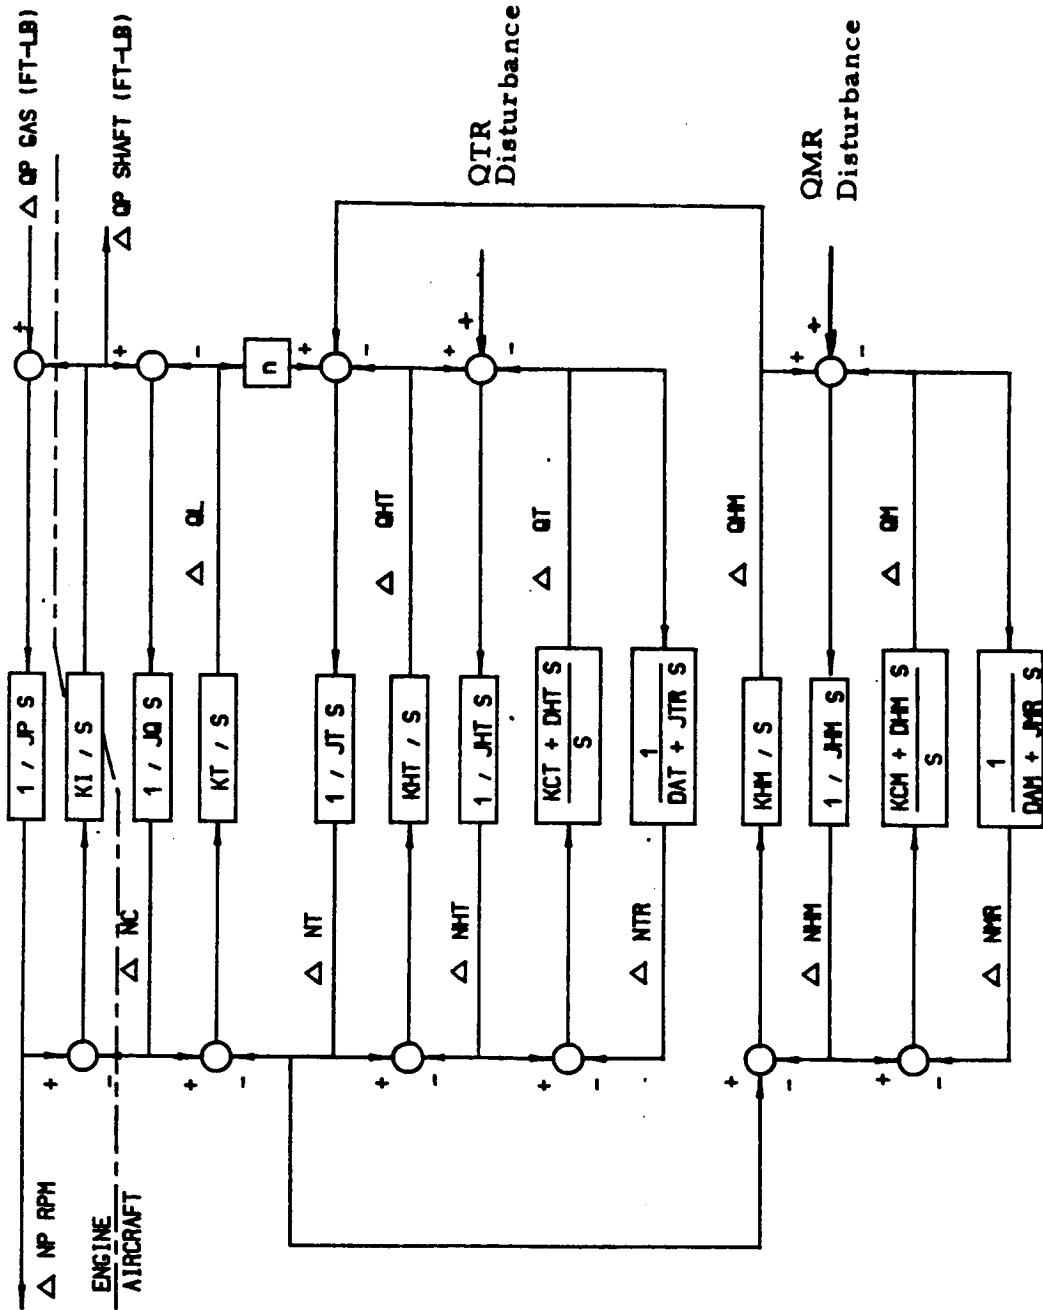 Δ QP GAS (FT-LB)
Δ QP SHAFT (FT-LB)
QTR
Disturbance
QMR
Disturbance
n
Δ QL
Δ QHT
Δ QT
Δ QHM
Δ QM
1 / JP S
KI / S
1 / JQ S
KT / S
1 / JT S
KHT / S
1 / JHT S
KCT + DHT S
S
1
DAT + JTR S
KHM / S
1 / JHM S
KCM + DHM S
S
1
DAM + JMR S
Δ NC
Δ NT
Δ NHT
Δ NTR
Δ NHM
Δ NMR
Δ NP RPM
ENGINE
AIRCRAFT